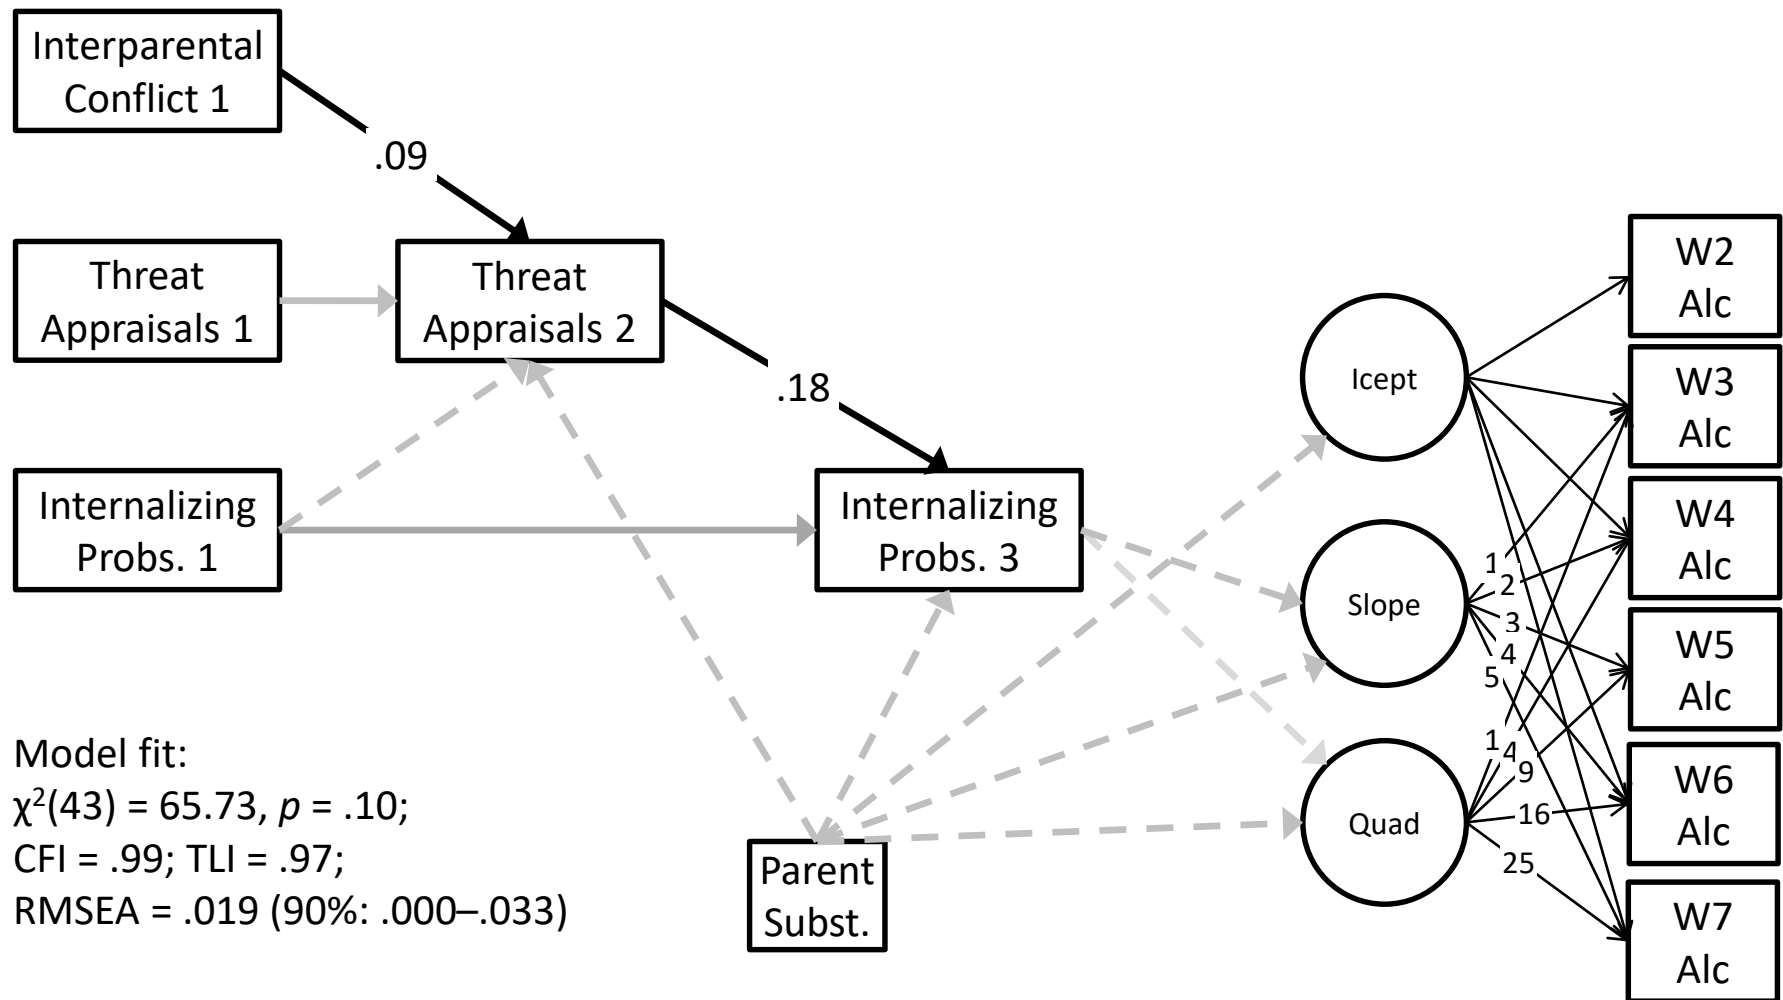 Interparental
Conflict 1
.09
Threat
Appraisals 1
Threat
Appraisals 2
.18
Internalizing
Probs. 1
Internalizing
Probs. 3
Parent
Subst.
Icept
Slope
Quad
1
2
3
4
5
1
4
9
16
25
W2
Alc
W3
Alc
W4
Alc
W5
Alc
W6
Alc
W7
Alc
Model fit:
χ²(43) = 65.73, p = .10;
CFI = .99; TLI = .97;
RMSEA = .019 (90%: .000–.033)